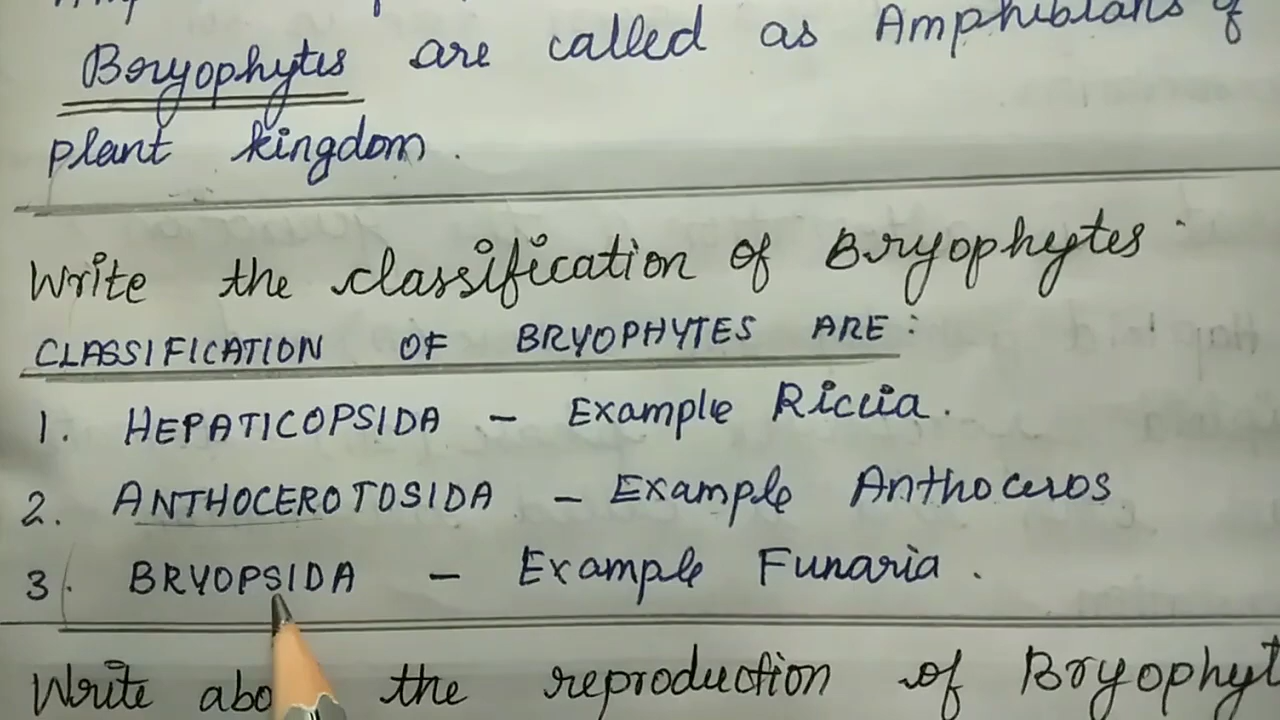 Bryophytes are called as Amphibians of
plant kingdom.
Write the classification of Bryophytes.
CLASSIFICATION OF BRYOPHYTES ARE:
1. HEPATICOPSIDA – Example Riccia.
2. ANTHOCEROTOSIDA – Example Anthoceros
3. BRYOPSIDA – Example Funaria.
Write abo the reproduction of Bryophyt